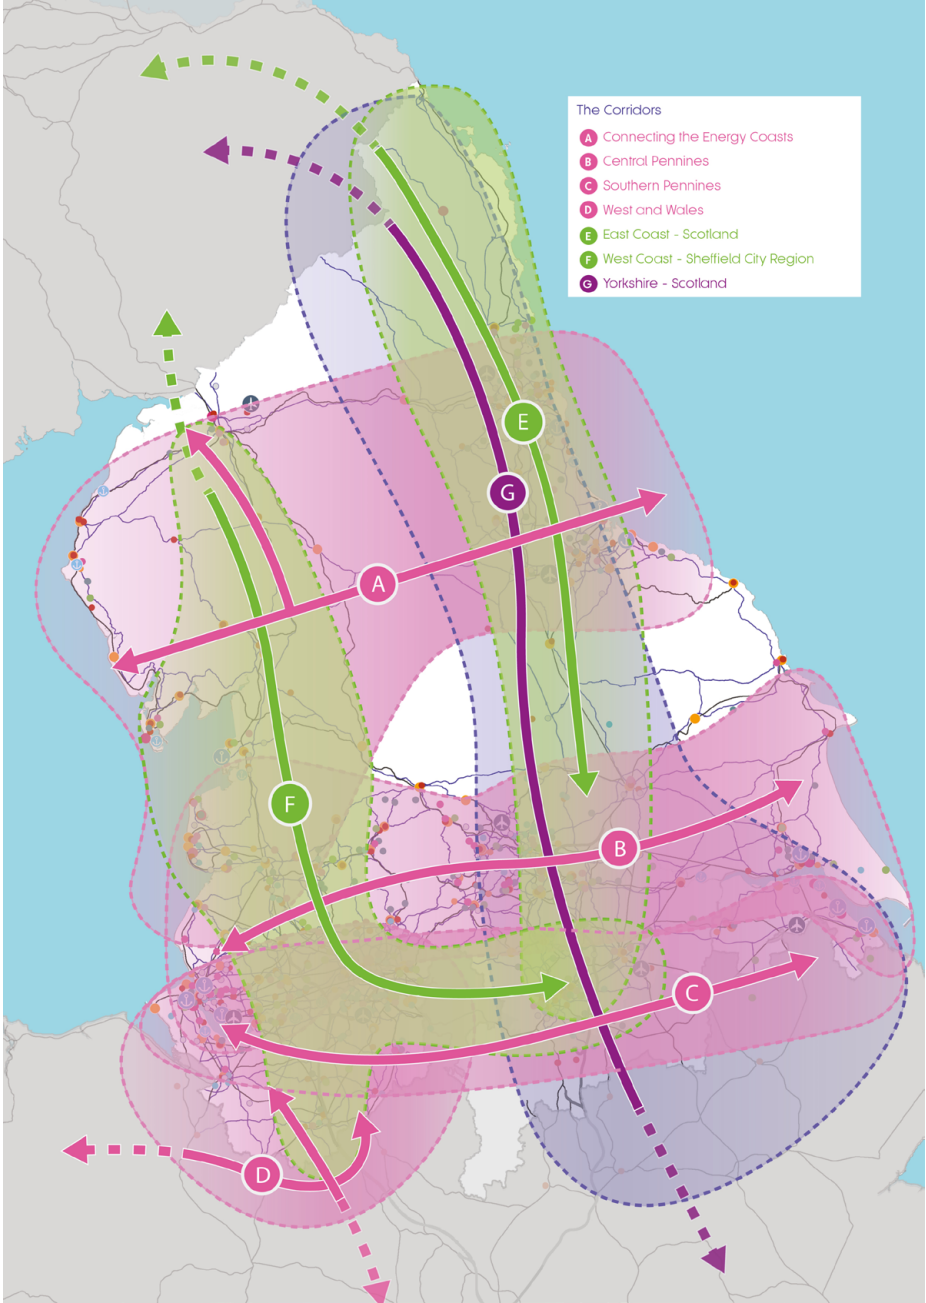 The Corridors
A Connecting the Energy Coasts
B Central Pennines
C Southern Pennines
D West and Wales
E East Coast - Scotland
F West Coast - Sheffield City Region
G Yorkshire - Scotland
E
G
A
F
B
C
D